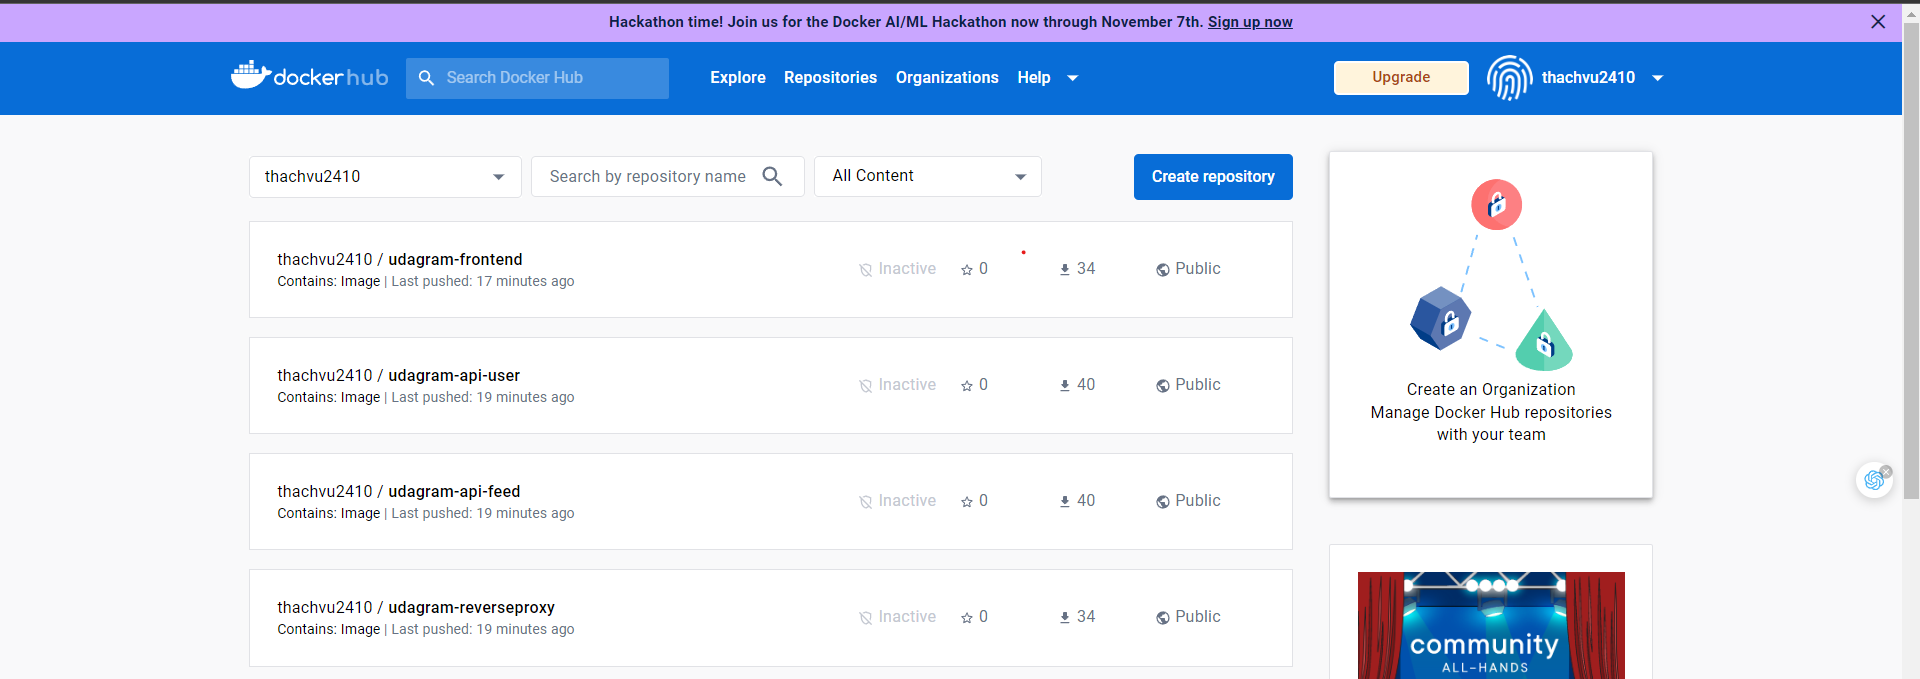 Hackathon time! Join us for the Docker AI/ML Hackathon now through November 7th. Sign up now
dockerhub
Search Docker Hub
Explore
Repositories
Organizations
Help
Upgrade
thachvu2410
thachvu2410
Search by repository name
All Content
Create repository
thachvu2410 / udagram-frontend
Contains: Image | Last pushed: 17 minutes ago
Inactive
0
34
Public
thachvu2410 / udagram-api-user
Contains: Image | Last pushed: 19 minutes ago
Inactive
0
40
Public
thachvu2410 / udagram-api-feed
Contains: Image | Last pushed: 19 minutes ago
Inactive
0
40
Public
thachvu2410 / udagram-reverseproxy
Contains: Image | Last pushed: 19 minutes ago
Inactive
0
34
Public
Create an Organization
Manage Docker Hub repositories
with your team
community
ALL-HANDS